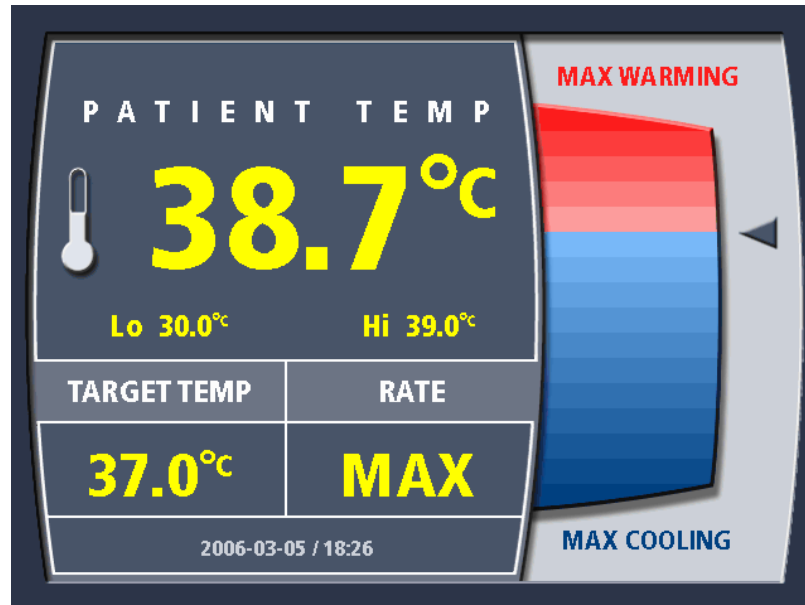 PATIENT TEMP
38.7°C
Lo 30.0°C Hi 39.0°C
TARGET TEMP RATE
37.0°C MAX
2006-03-05 / 18:26
MAX WARMING
MAX COOLING